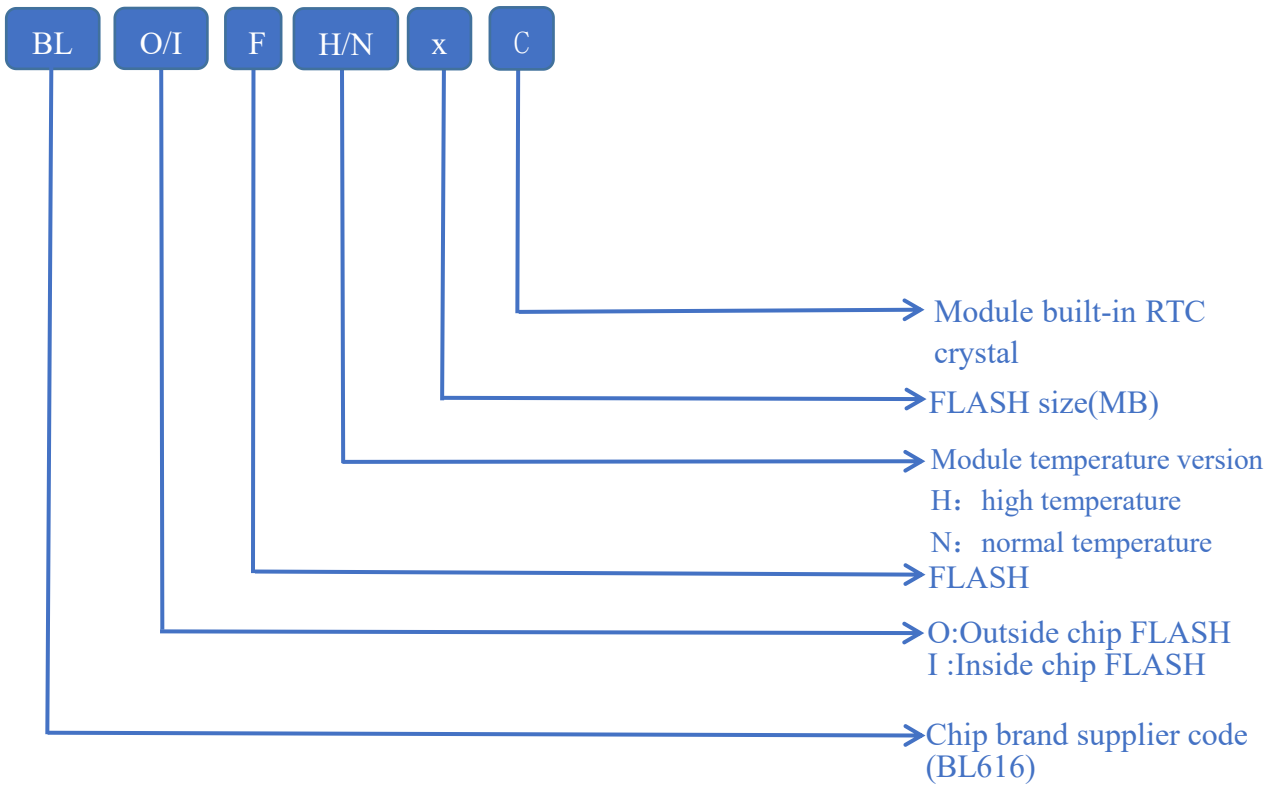 BL O/I F H/N x C
Module built-in RTC
crystal
FLASH size(MB)
Module temperature version
H： high temperature
N： normal temperature
FLASH
O:Outside chip FLASH
I :Inside chip FLASH
Chip brand supplier code
(BL616)